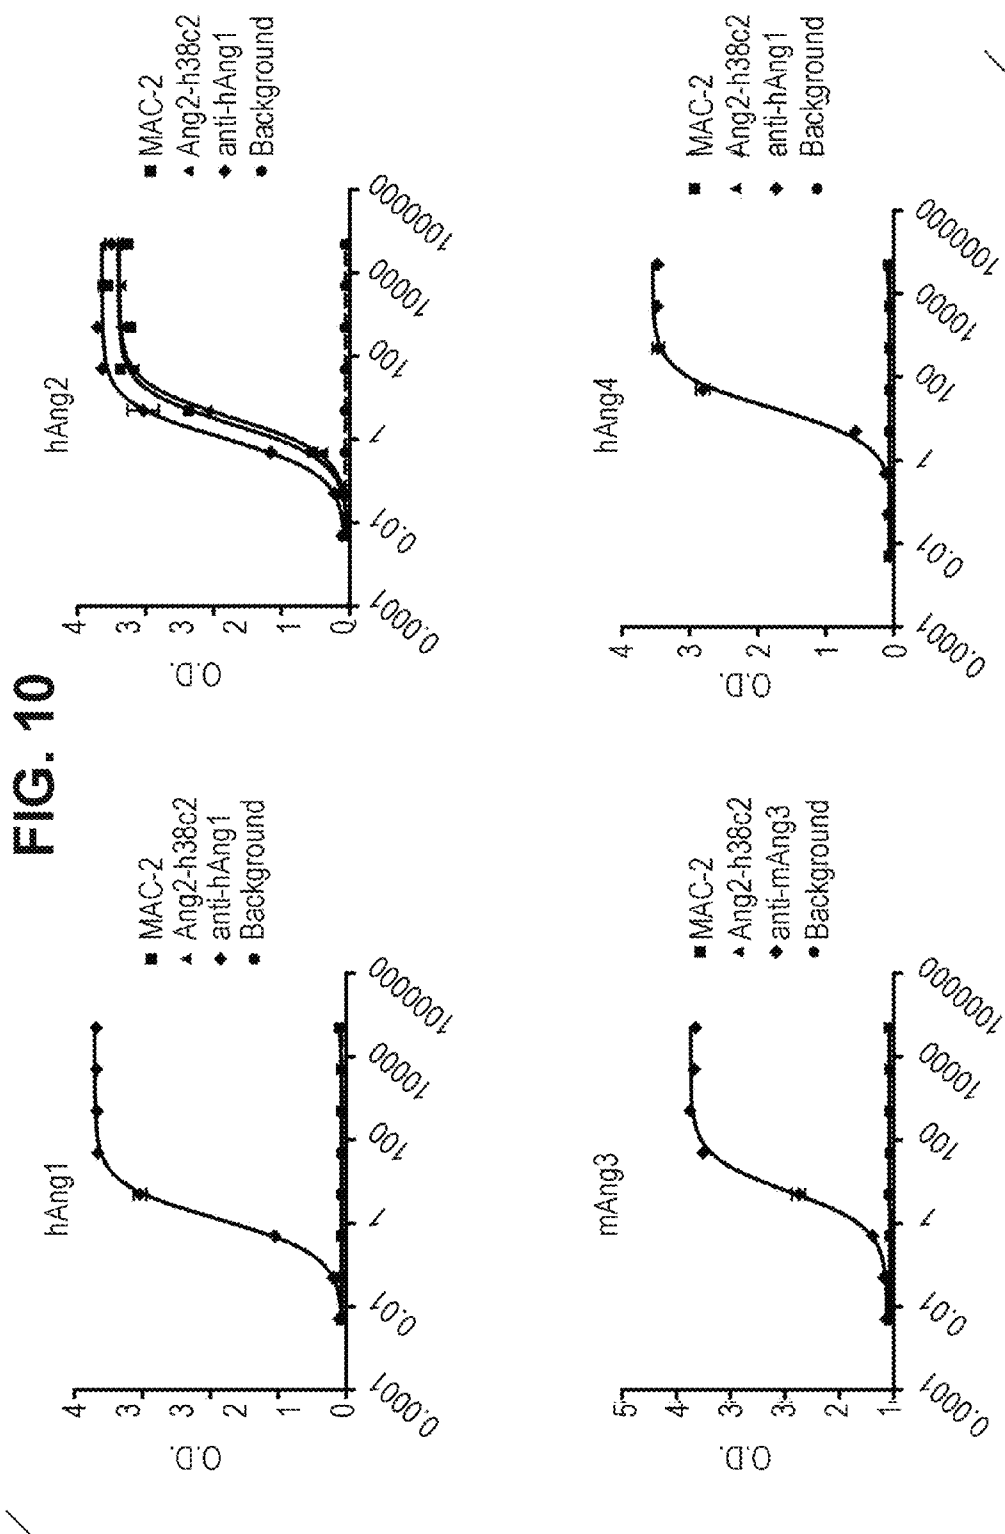 FIG. 10
hAng1
O.D.
4
3
3
2
1
0
0.0001 0.01 1 100 10000 1000000
MAC-2
Ang2-h38c2
anti-hAng1
Background
hAng2
O.D.
4
3
3
2
1
0
0.0001 0.01 1 100 10000 1000000
MAC-2
Ang2-h38c2
anti-hAng1
Background
mAng3
O.D.
5
4
3
3
2
1
0.0001 0.01 1 100 10000 1000000
MAC-2
Ang2-h38c2
anti-mAng3
Background
hAng4
O.D.
4
3
2
1
0
0.0001 0.01 1 100 10000 1000000
MAC-2
Ang2-h38c2
anti-hAng1
Background